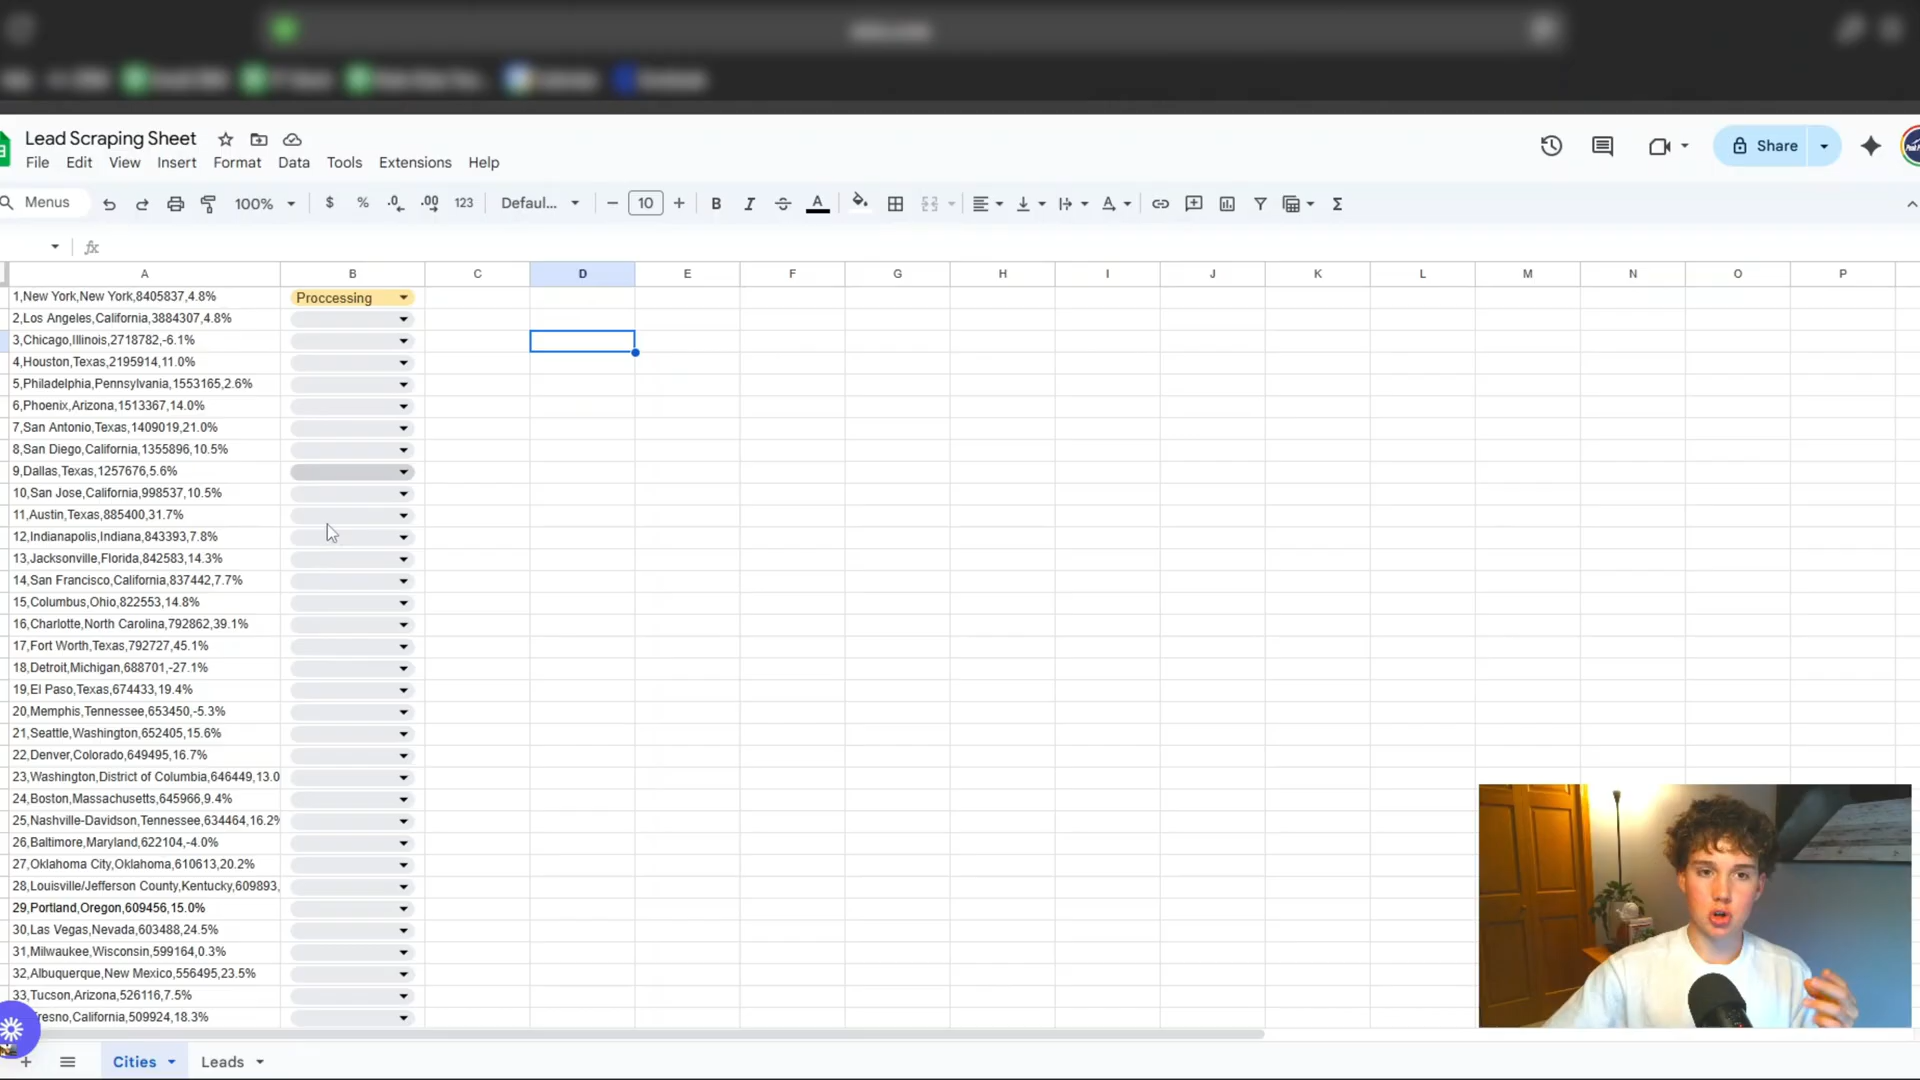 Lead Scraping Sheet
File Edit View Insert Format Data Tools Extensions Help
Share
Menus 100% $ % .0 .00 123 Defaul... 10 B I A Σ
fx
A B C D E F G H I J K L M N O P
1,New York,New York,8405837,4.8% Proccessing
2,Los Angeles,California,3884307,4.8%
3,Chicago,Illinois,2718782,-6.1%
4,Houston,Texas,2195914,11.0%
5,Philadelphia,Pennsylvania,1553165,2.6%
6,Phoenix,Arizona,1513367,14.0%
7,San Antonio,Texas,1409019,21.0%
8,San Diego,California,1355896,10.5%
9,Dallas,Texas,1257676,5.6%
10,San Jose,California,998537,10.5%
11,Austin,Texas,885400,31.7%
12,Indianapolis,Indiana,843393,7.8%
13,Jacksonville,Florida,842583,14.3%
14,San Francisco,California,837442,7.7%
15,Columbus,Ohio,822553,14.8%
16,Charlotte,North Carolina,792862,39.1%
17,Fort Worth,Texas,792727,45.1%
18,Detroit,Michigan,688701,-27.1%
19,El Paso,Texas,674433,19.4%
20,Memphis,Tennessee,653450,-5.3%
21,Seattle,Washington,652405,15.6%
22,Denver,Colorado,649495,16.7%
23,Washington,District of Columbia,646449,13.0
24,Boston,Massachusetts,645966,9.4%
25,Nashville-Davidson,Tennessee,634464,16.2%
26,Baltimore,Maryland,622104,-4.0%
27,Oklahoma City,Oklahoma,610613,20.2%
28,Louisville/Jefferson County,Kentucky,609893,
29,Portland,Oregon,609456,15.0%
30,Las Vegas,Nevada,603488,24.5%
31,Milwaukee,Wisconsin,599164,0.3%
32,Albuquerque,New Mexico,556495,23.5%
33,Tucson,Arizona,526116,7.5%
resno,California,509924,18.3%
Cities Leads